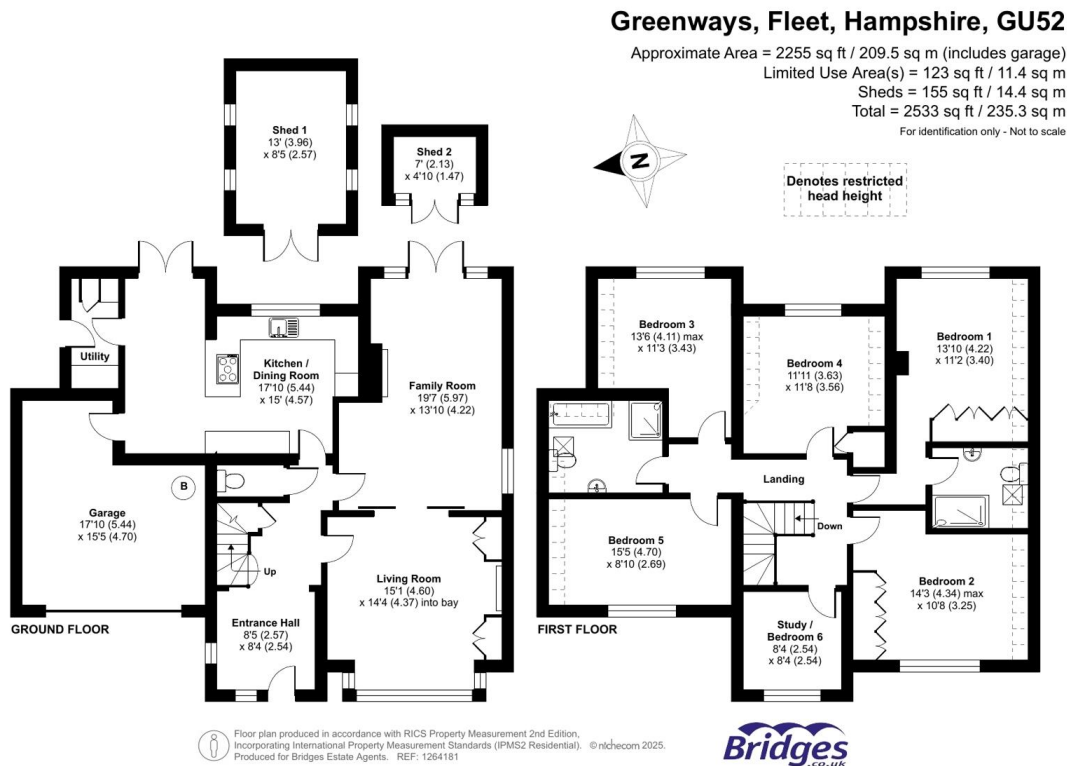 Greenways, Fleet, Hampshire, GU52
Approximate Area = 2255 sq ft / 209.5 sq m (includes garage)
Limited Use Area(s) = 123 sq ft / 11.4 sq m
Sheds = 155 sq ft / 14.4 sq m
Total = 2533 sq ft / 235.3 sq m
For identification only - Not to scale
Shed 1
13' (3.96)
x 8'5 (2.57)
Shed 2
7' (2.13)
x 4'10 (1.47)
N
Denotes restricted
head height
Utility
Kitchen /
Dining Room
17'10 (5.44)
x 15' (4.57)
Family Room
19'7 (5.97)
x 13'10 (4.22)
B
Garage
17'10 (5.44)
x 15'5 (4.70)
Up
Living Room
15'1 (4.60)
x 14'4 (4.37) into bay
Entrance Hall
8'5 (2.57)
x 8'4 (2.54)
GROUND FLOOR
Bedroom 3
13'6 (4.11) max
x 11'3 (3.43)
Bedroom 4
11'11 (3.63)
x 11'8 (3.56)
Bedroom 1
13'10 (4.22)
x 11'2 (3.40)
Landing
Down
Bedroom 5
15'5 (4.70)
x 8'10 (2.69)
Bedroom 2
14'3 (4.34) max
x 10'8 (3.25)
Study /
Bedroom 6
8'4 (2.54)
x 8'4 (2.54)
FIRST FLOOR
Floor plan produced in accordance with RICS Property Measurement 2nd Edition,
Incorporating International Property Measurement Standards (IPMS2 Residential). © nichecom 2025.
Produced for Bridges Estate Agents. REF: 1264181
Bridges
.co.uk